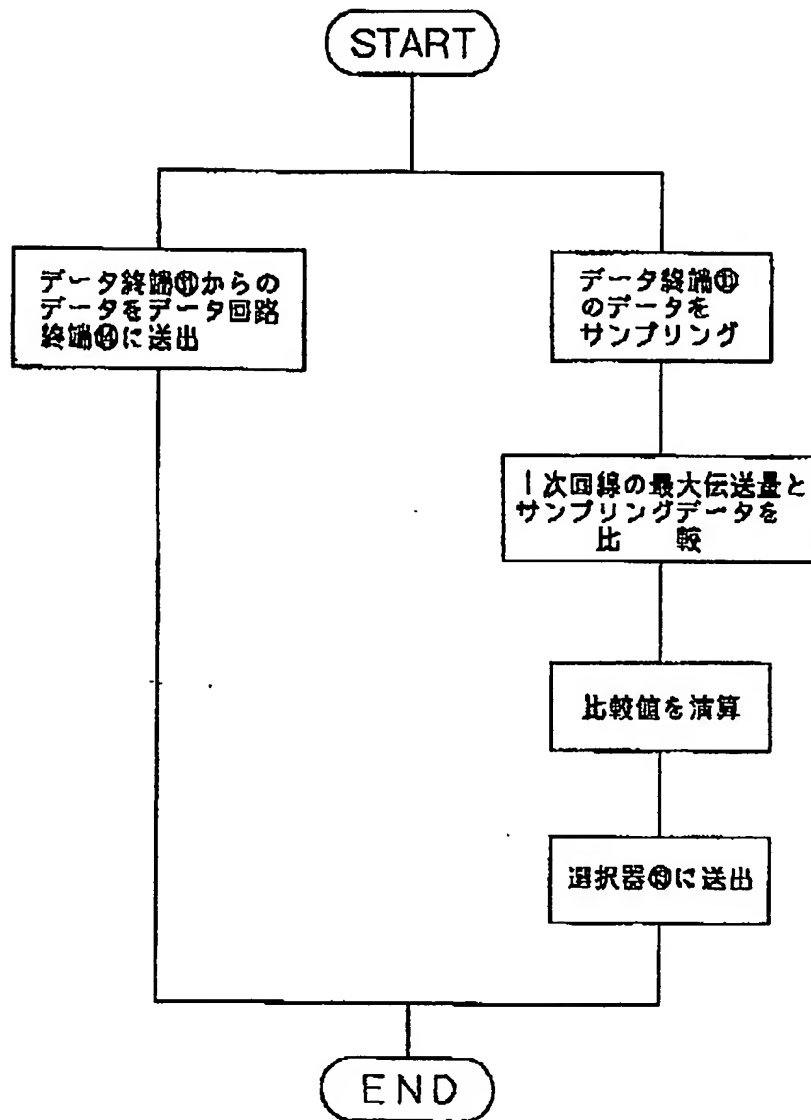 START
データ終端⑪からの
データをデータ回路
終端⑭に送出
データ終端⑪
のデータを
サンプリング
1次回線の最大伝送量と
サンプリングデータを
比 較
比較値を演算
選択器⑬に送出
END